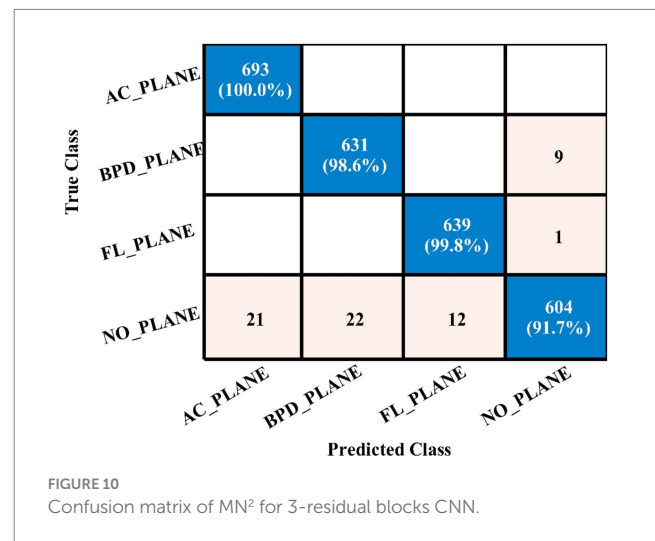 True Class
AC_PLANE
693
(100.0%)
BPD_PLANE
631
(98.6%)
9
FL_PLANE
639
(99.8%)
1
NO_PLANE
21 22 12 604
(91.7%)
AC_PLANE BPD_PLANE FL_PLANE NO_PLANE
Predicted Class
FIGURE 10
Confusion matrix of MN² for 3-residual blocks CNN.